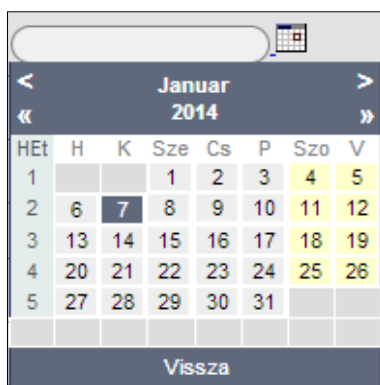 < Januar >
« 2014 »
HEt H K Sze Cs P Szo V
1 1 2 3 4 5
2 6 7 8 9 10 11 12
3 13 14 15 16 17 18 19
4 20 21 22 23 24 25 26
5 27 28 29 30 31
Vissza